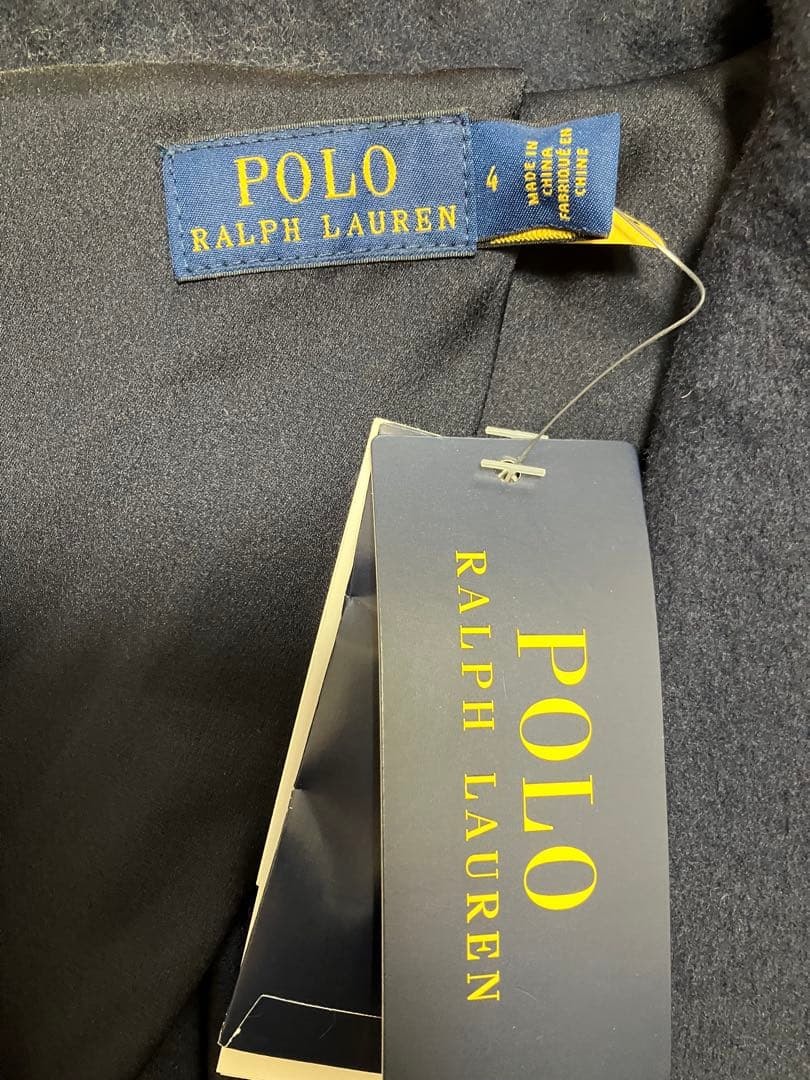 POLO
RALPH LAUREN
4
MADE IN
CHINA
FABRIQUÉ EN
CHINE
POLO
RALPH LAUREN